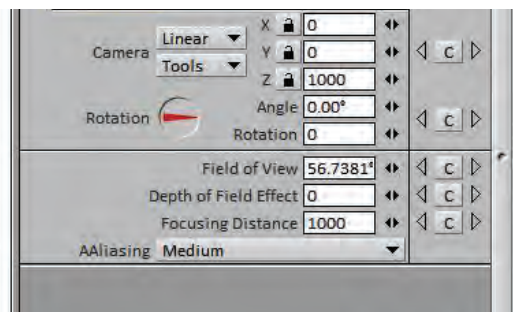 X 0
Linear
Camera Y 0 C
Tools
Z 1000
Angle 0.00°
Rotation C
Rotation 0
Field of View 56.7381° C
Depth of Field Effect 0 C
Focusing Distance 1000 C
AAliasing Medium